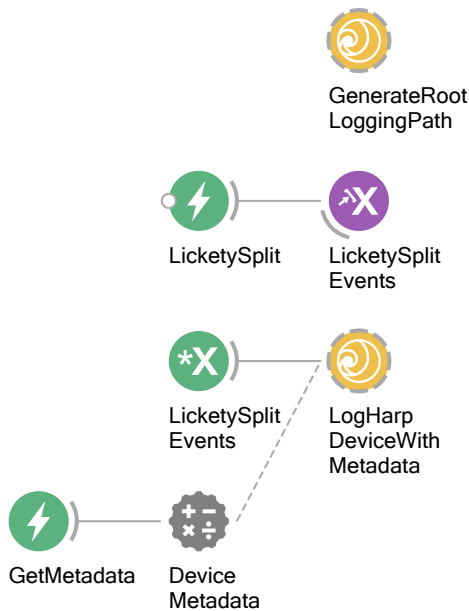 GenerateRoot
LoggingPath
LicketySplit
LicketySplit
Events
*X
LicketySplit
Events
LogHarp
DeviceWith
Metadata
GetMetadata
Device
Metadata